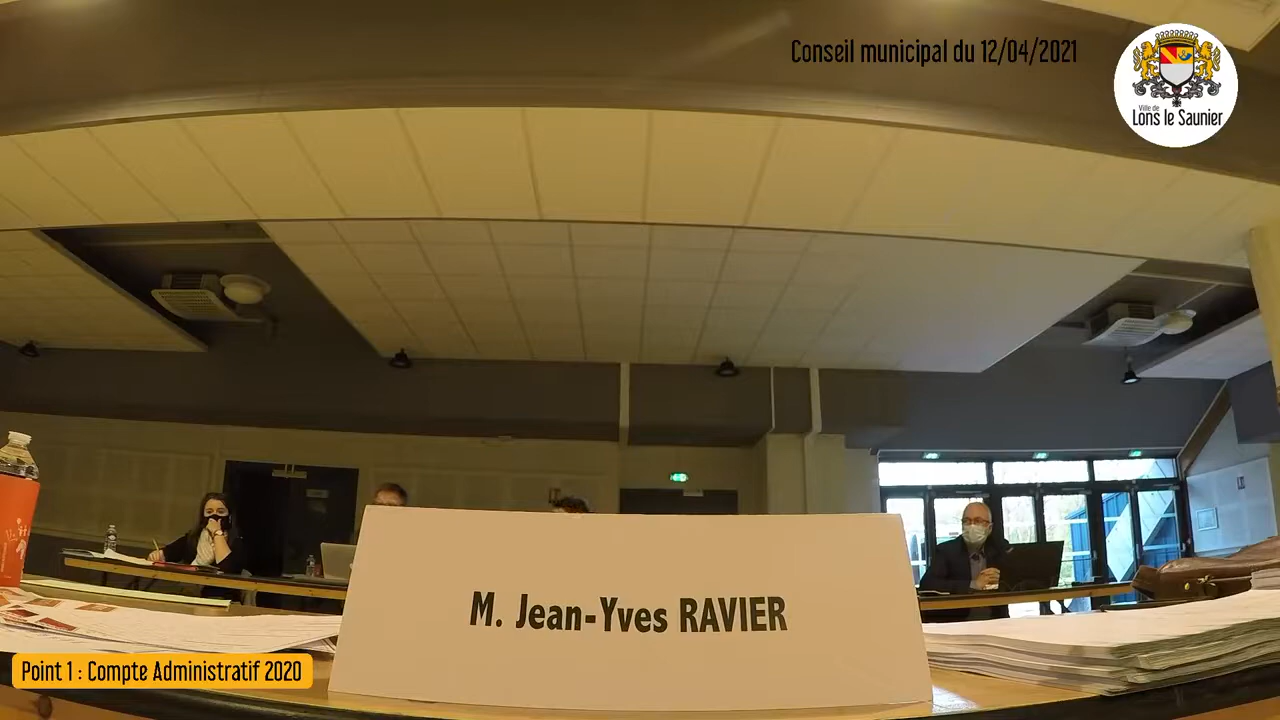 Conseil municipal du 12/04/2021
Ville de
Lons le Saunier
M. Jean-Yves RAVIER
Point 1 : Compte Administratif 2020